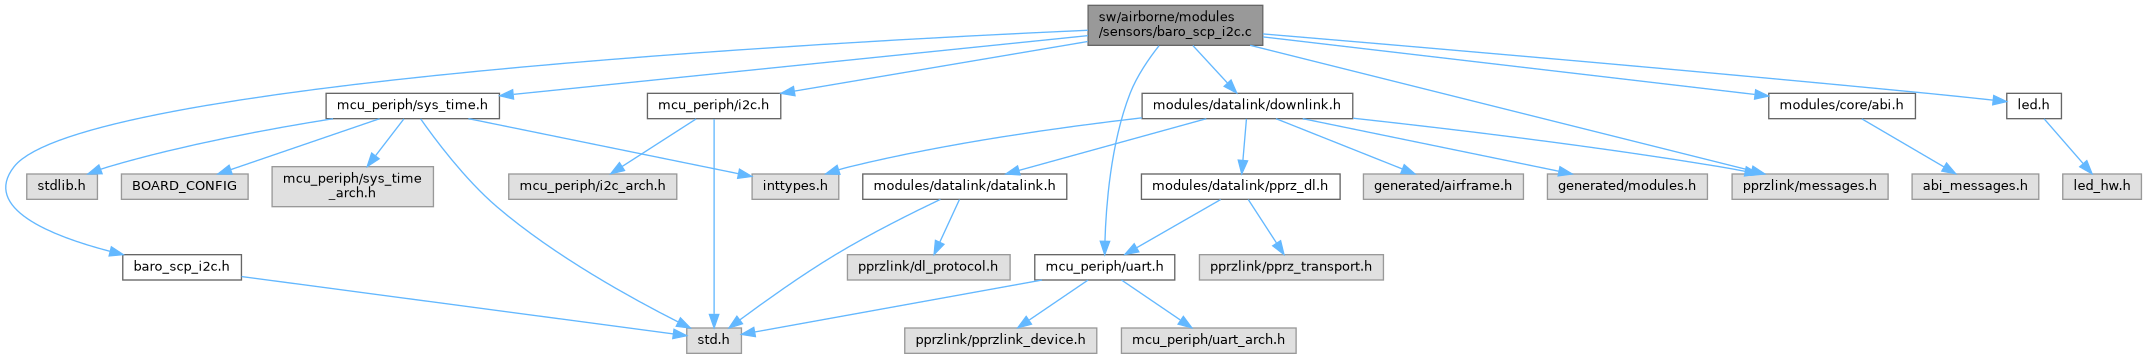 sw/airborne/modules
/sensors/baro_scp_i2c.c
mcu_periph/sys_time.h
mcu_periph/i2c.h
modules/datalink/downlink.h
modules/core/abi.h
led.h
stdlib.h
BOARD_CONFIG
mcu_periph/sys_time
_arch.h
mcu_periph/i2c_arch.h
inttypes.h
modules/datalink/datalink.h
modules/datalink/pprz_dl.h
generated/airframe.h
generated/modules.h
pprzlink/messages.h
abi_messages.h
led_hw.h
baro_scp_i2c.h
pprzlink/dl_protocol.h
mcu_periph/uart.h
pprzlink/pprz_transport.h
std.h
pprzlink/pprzlink_device.h
mcu_periph/uart_arch.h